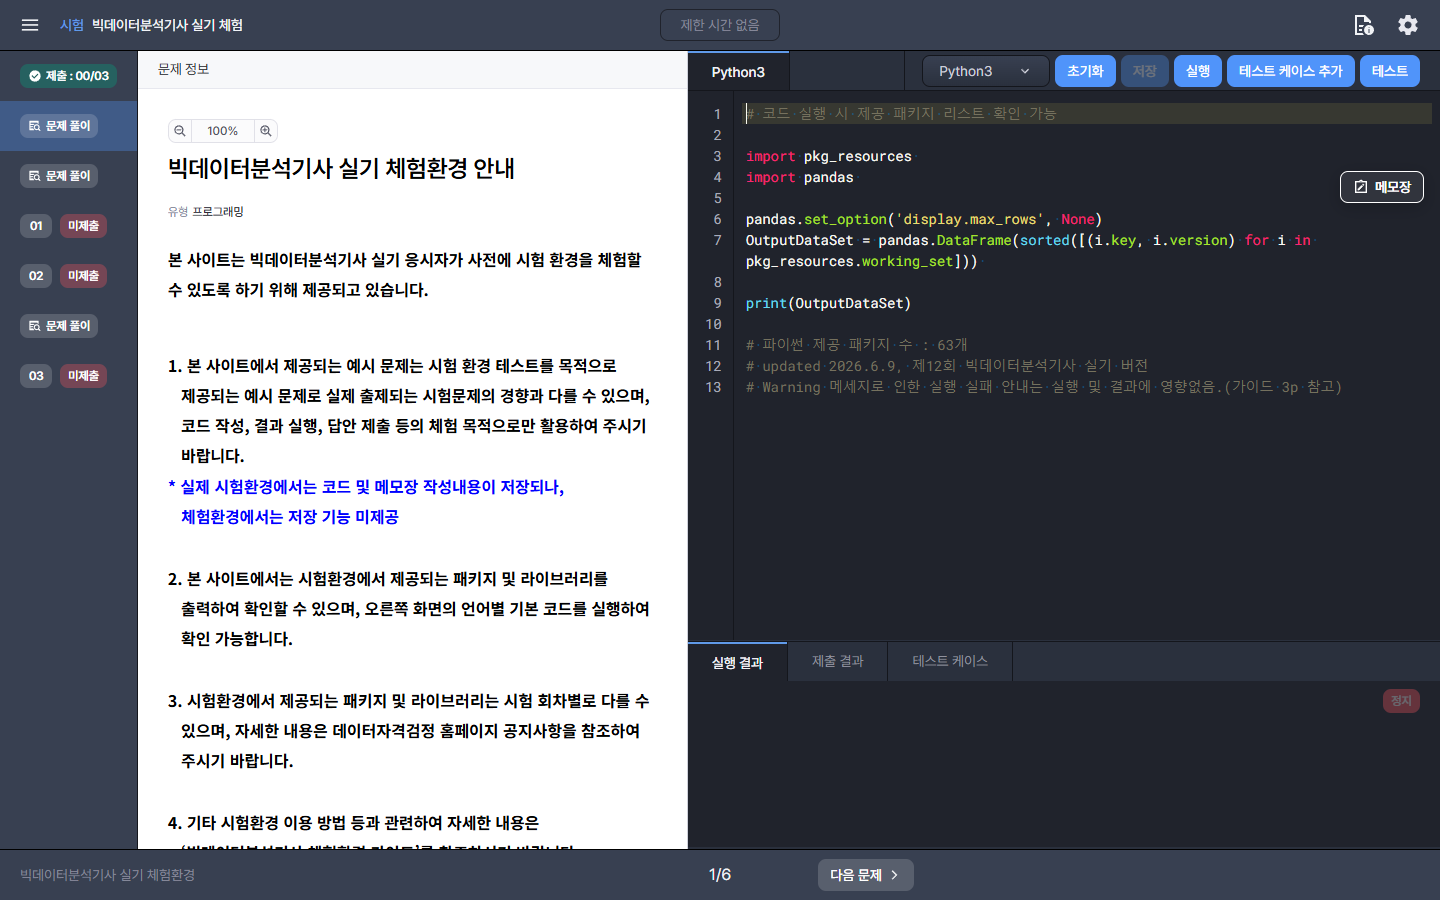 시험 빅데이터분석기사 실기 체험
제한 시간 없음
제출 : 00/03
문제 풀이
문제 풀이
01 미제출
02 미제출
문제 풀이
03 미제출
문제 정보
100%
빅데이터분석기사 실기 체험환경 안내
유형 프로그래밍
본 사이트는 빅데이터분석기사 실기 응시자가 사전에 시험 환경을 체험할
수 있도록 하기 위해 제공되고 있습니다.
1. 본 사이트에서 제공되는 예시 문제는 시험 환경 테스트를 목적으로
제공되는 예시 문제로 실제 출제되는 시험문제의 경향과 다를 수 있으며,
코드 작성, 결과 실행, 답안 제출 등의 체험 목적으로만 활용하여 주시기
바랍니다.
* 실제 시험환경에서는 코드 및 메모장 작성내용이 저장되나,
체험환경에서는 저장 기능 미제공
2. 본 사이트에서는 시험환경에서 제공되는 패키지 및 라이브러리를
출력하여 확인할 수 있으며, 오른쪽 화면의 언어별 기본 코드를 실행하여
확인 가능합니다.
3. 시험환경에서 제공되는 패키지 및 라이브러리는 시험 회차별로 다를 수
있으며, 자세한 내용은 데이터자격검정 홈페이지 공지사항을 참조하여
주시기 바랍니다.
4. 기타 시험환경 이용 방법 등과 관련하여 자세한 내용은
Python3
Python3 초기화 저장 실행 테스트 케이스 추가 테스트
메모장
1 # 코드 실행 시 제공 패키지 리스트 확인 가능
2
3 import pkg_resources
4 import pandas
5
6 pandas.set_option('display.max_rows', None)
7 OutputDataSet = pandas.DataFrame(sorted([(i.key, i.version) for i in
pkg_resources.working_set]))
8
9 print(OutputDataSet)
10
11 # 파이썬 제공 패키지 수 : 63개
12 # updated 2026.6.9, 제12회 빅데이터분석기사 실기 버전
13 # Warning 메세지로 인한 실행 실패 안내는 실행 및 결과에 영향없음.(가이드 3p 참고)
실행 결과 제출 결과 테스트 케이스
정지
빅데이터분석기사 실기 체험환경
1/6
다음 문제